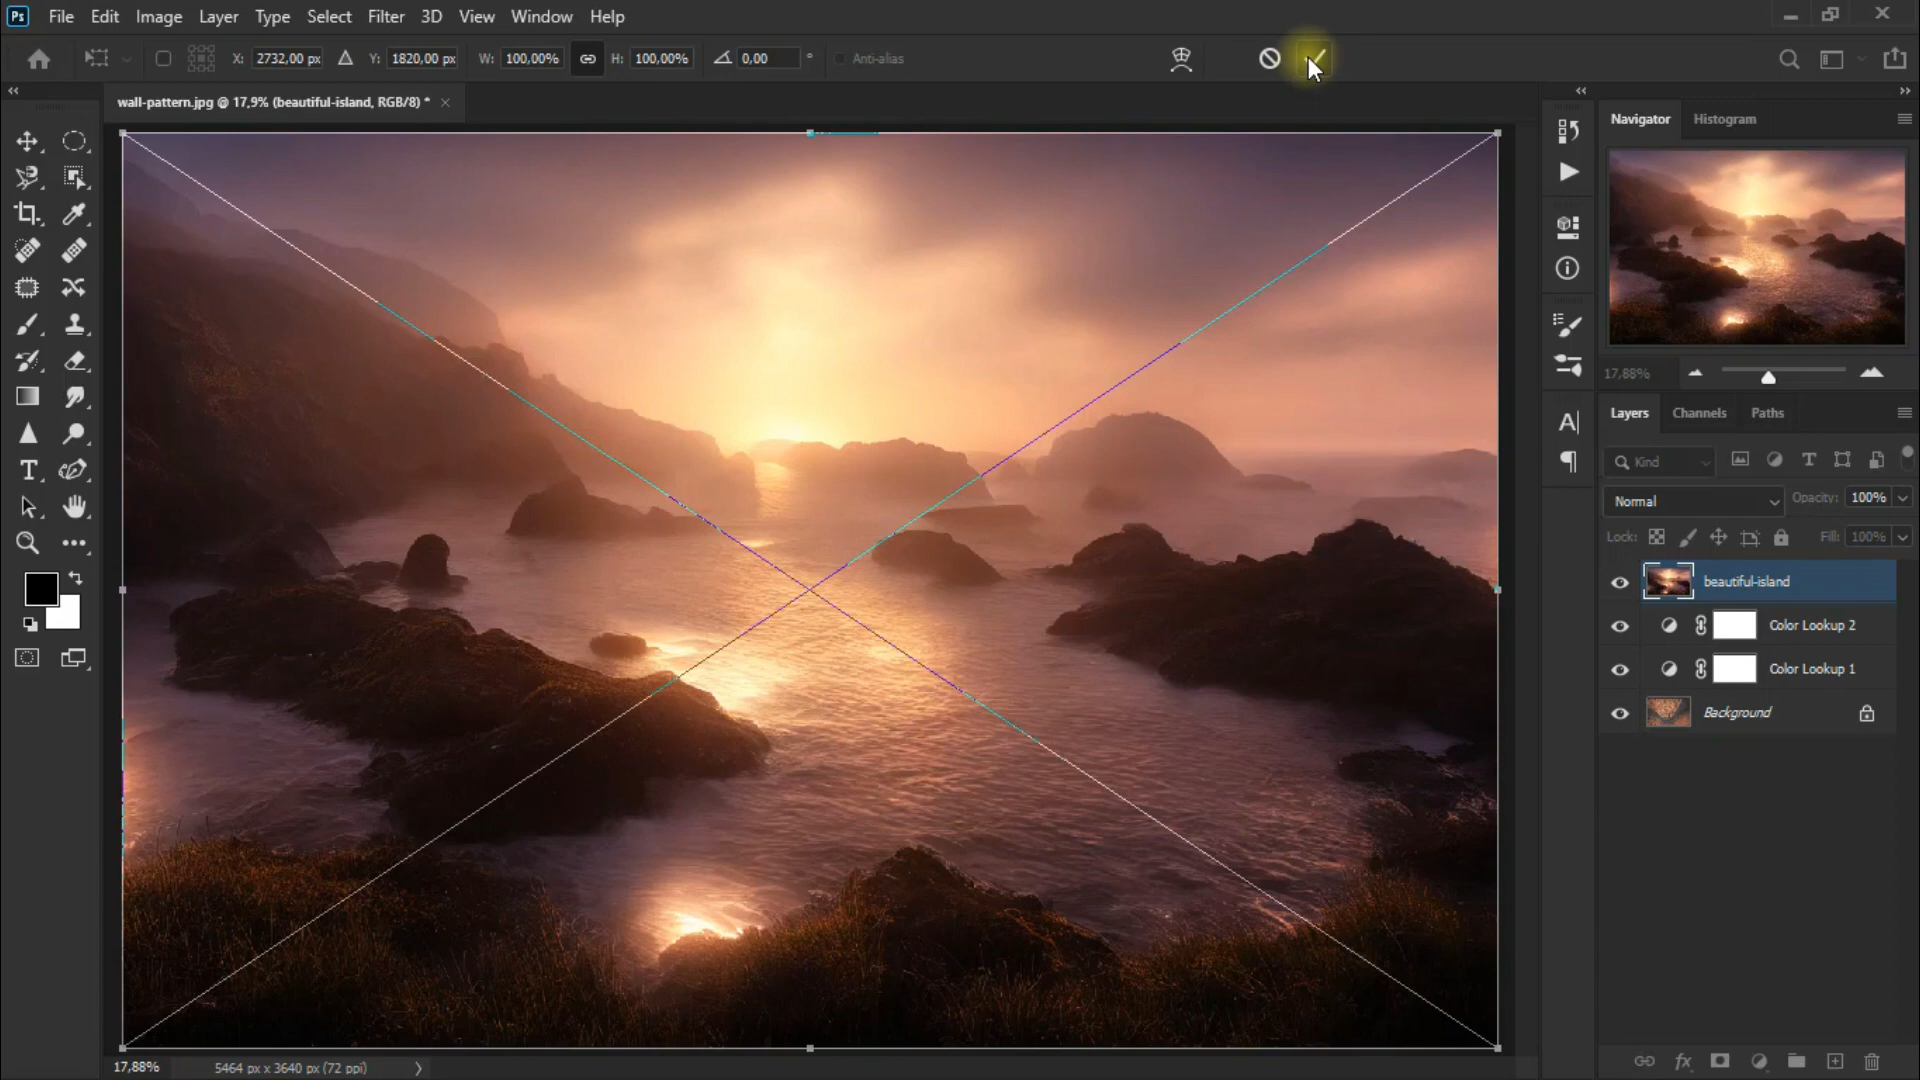 Ps File Edit Image Layer Type Select Filter 3D View Window Help
X: 2732,00 px Y: 1820,00 px W: 100,00% H: 100,00% 0,00 ° Anti-alias
wall-pattern.jpg @ 17,9% (beautiful-island, RGB/8) *
Navigator Histogram
17,88%
Layers Channels Paths
Kind
Normal Opacity: 100%
Lock: Fill: 100%
beautiful-island
Color Lookup 2
Color Lookup 1
Background
17,88% 5464 px x 3640 px (72 ppi)